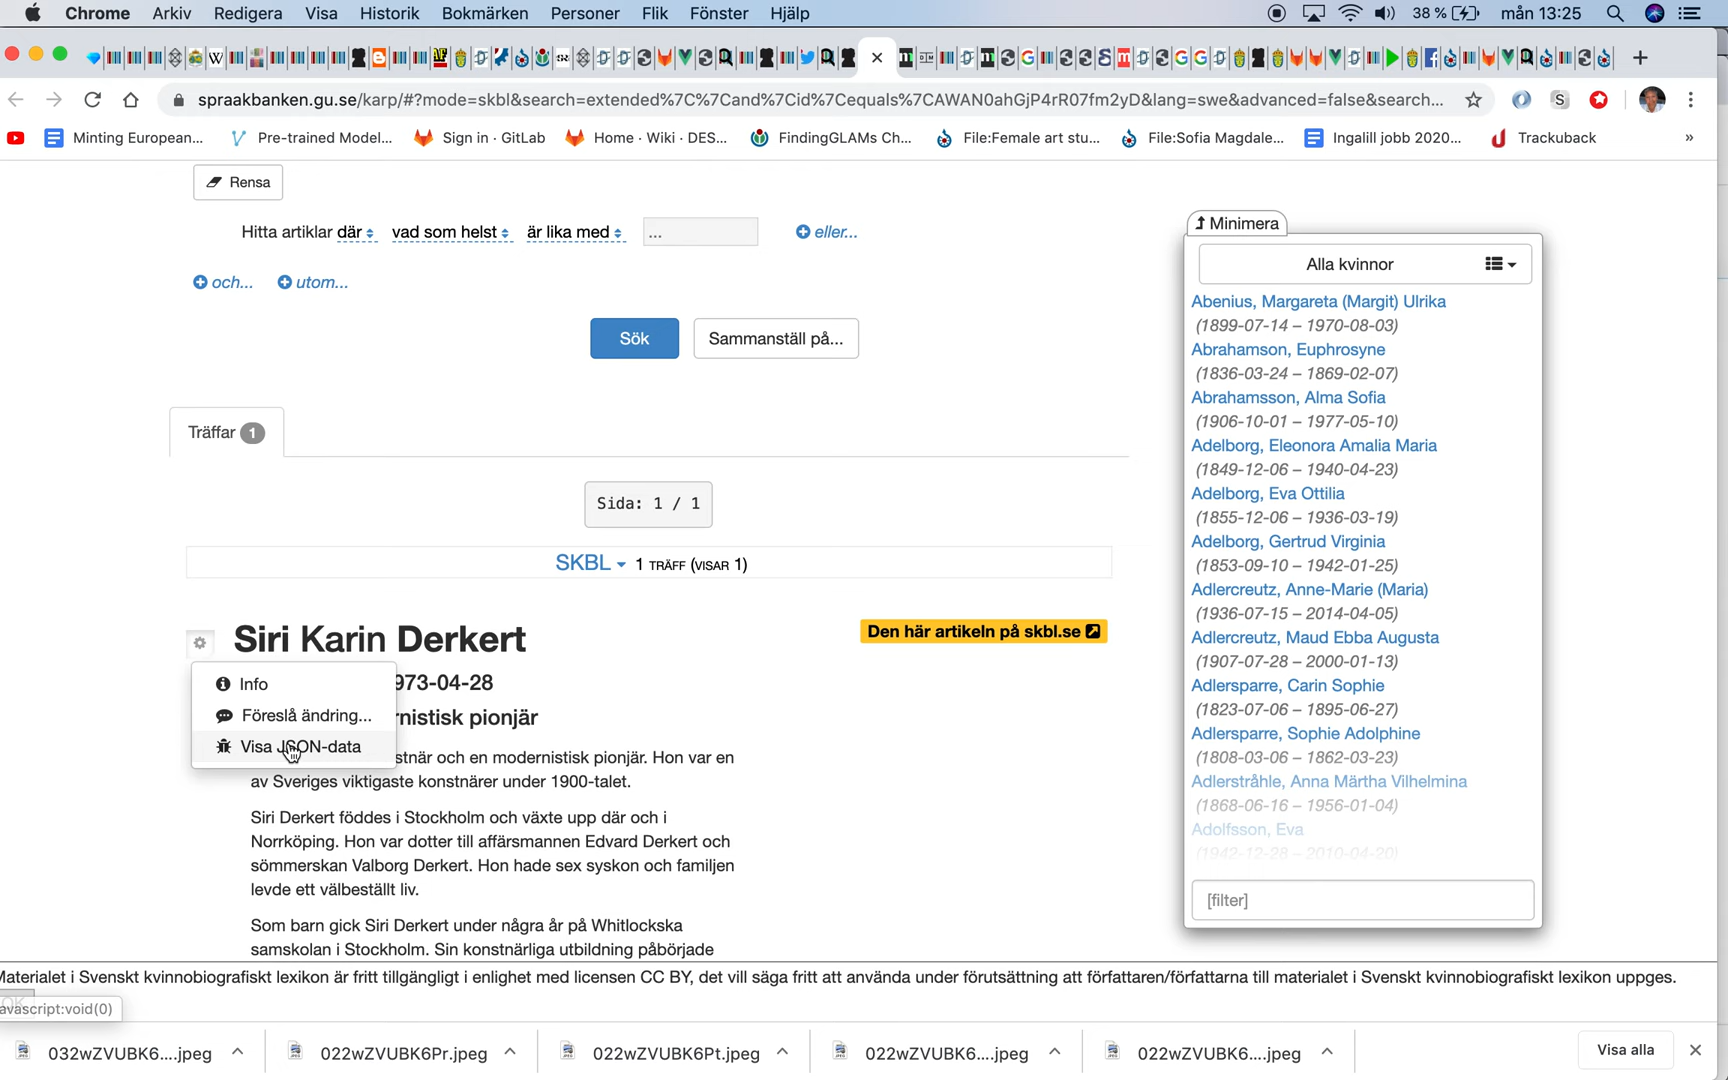 Chrome Arkiv Redigera Visa Historik Bokmärken Personer Flik Fönster Hjälp 38 % mån 13:25
spraakbanken.gu.se/karp/#?mode=skbl&search=extended%7C%7Cand%7Cid%7Cequals%7CAWAN0ahGjP4rR07fm2yD&lang=swe&advanced=false&search...
Minting European... Pre-trained Model... Sign in · GitLab Home · Wiki · DES... FindingGLAMs Ch... File:Female art stu... File:Sofia Magdale... Ingalill jobb 2020... Trackuback »
Rensa
Hitta artiklar där vad som helst är lika med ... eller...
och... utom...
Sök Sammanställ på...
Träffar 1
Sida: 1 / 1
SKBL 1 TRÄFF (VISAR 1)
Siri Karin Derkert
Den här artikeln på skbl.se
Info
973-04-28
Föreslå ändring...
rnistisk pionjär
Visa JSON-data
stnär och en modernistisk pionjär. Hon var en
av Sveriges viktigaste konstnärer under 1900-talet.
Siri Derkert föddes i Stockholm och växte upp där och i
Norrköping. Hon var dotter till affärsmannen Edvard Derkert och
sömmerskan Valborg Derkert. Hon hade sex syskon och familjen
levde ett välbeställt liv.
Som barn gick Siri Derkert under några år på Whitlockska
samskolan i Stockholm. Sin konstnärliga utbildning påbörjade
Minimera
Alla kvinnor
Abenius, Margareta (Margit) Ulrika
(1899-07-14 – 1970-08-03)
Abrahamson, Euphrosyne
(1836-03-24 – 1869-02-07)
Abrahamsson, Alma Sofia
(1906-10-01 – 1977-05-10)
Adelborg, Eleonora Amalia Maria
(1849-12-06 – 1940-04-23)
Adelborg, Eva Ottilia
(1855-12-06 – 1936-03-19)
Adelborg, Gertrud Virginia
(1853-09-10 – 1942-01-25)
Adlercreutz, Anne-Marie (Maria)
(1936-07-15 – 2014-04-05)
Adlercreutz, Maud Ebba Augusta
(1907-07-28 – 2000-01-13)
Adlersparre, Carin Sophie
(1823-07-06 – 1895-06-27)
Adlersparre, Sophie Adolphine
(1808-03-06 – 1862-03-23)
Adlerstråhle, Anna Märtha Vilhelmina
(1868-06-16 – 1956-01-04)
Adolfsson, Eva
(1942-12-28 – 2010-04-20)
[filter]
Materialet i Svenskt kvinnobiografiskt lexikon är fritt tillgängligt i enlighet med licensen CC BY, det vill säga fritt att använda under förutsättning att författaren/författarna till materialet i Svenskt kvinnobiografiskt lexikon uppges.
OK
avascript:void(0)
032wZVUBK6....jpeg 022wZVUBK6Pr.jpeg 022wZVUBK6Pt.jpeg 022wZVUBK6....jpeg 022wZVUBK6....jpeg Visa alla